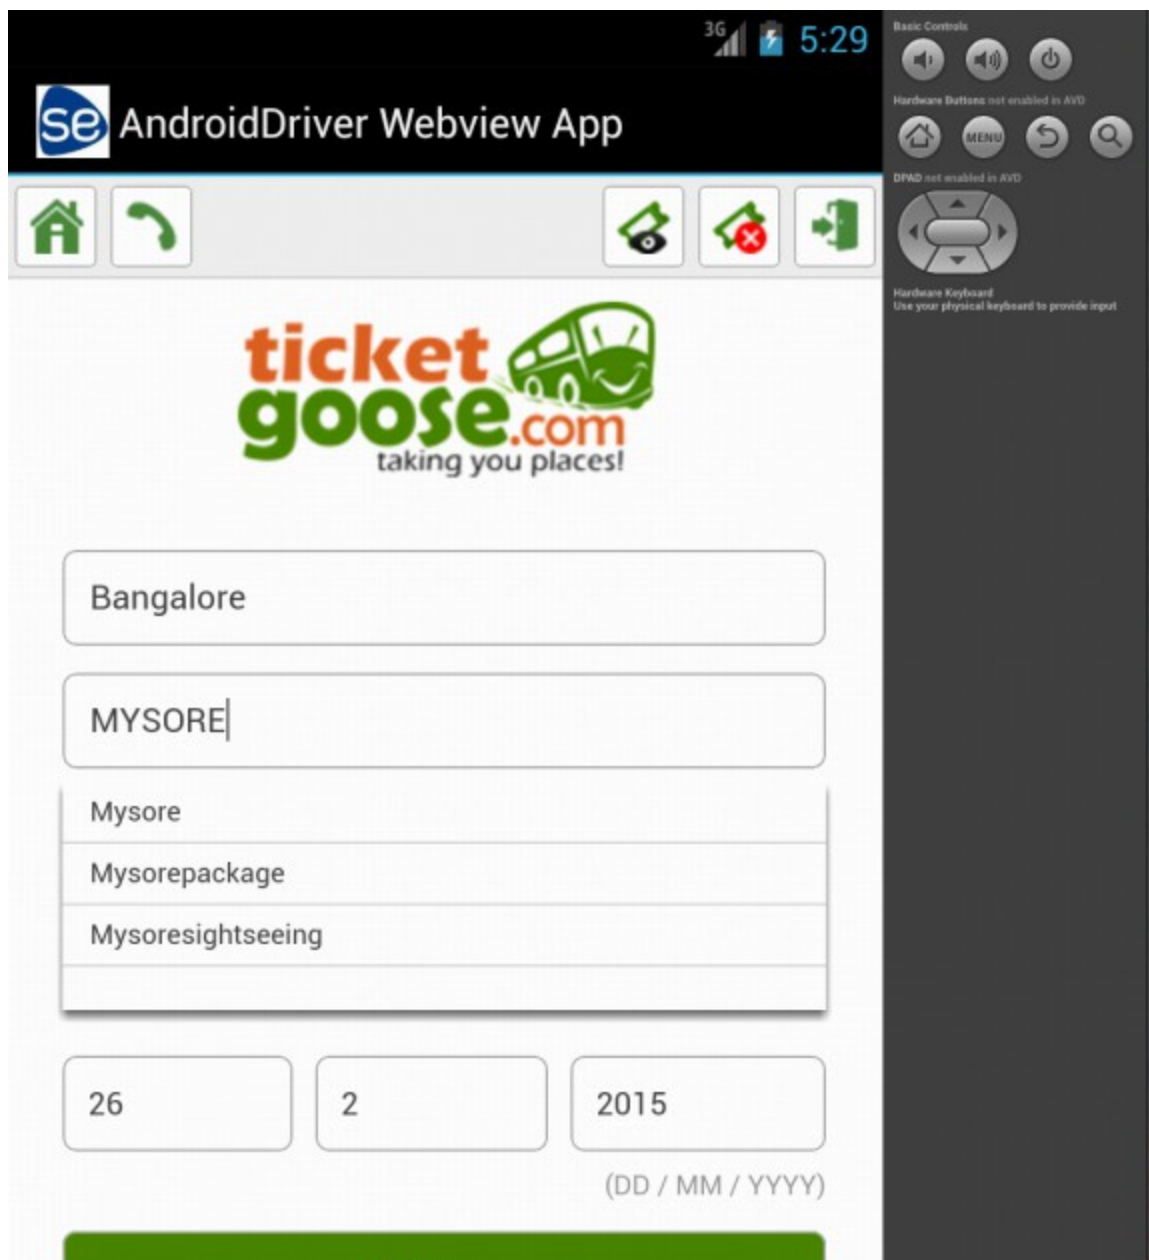 3G 5:29
se AndroidDriver Webview App
ticket
goose.com
taking you places!
Bangalore
MYSORE
Mysore
Mysorepackage
Mysoresightseeing
26 2 2015
(DD / MM / YYYY)
Basic Controls
Hardware Buttons not enabled in AVD
MENU
DPAD not enabled in AVD
Hardware Keyboard
Use your physical keyboard to provide input